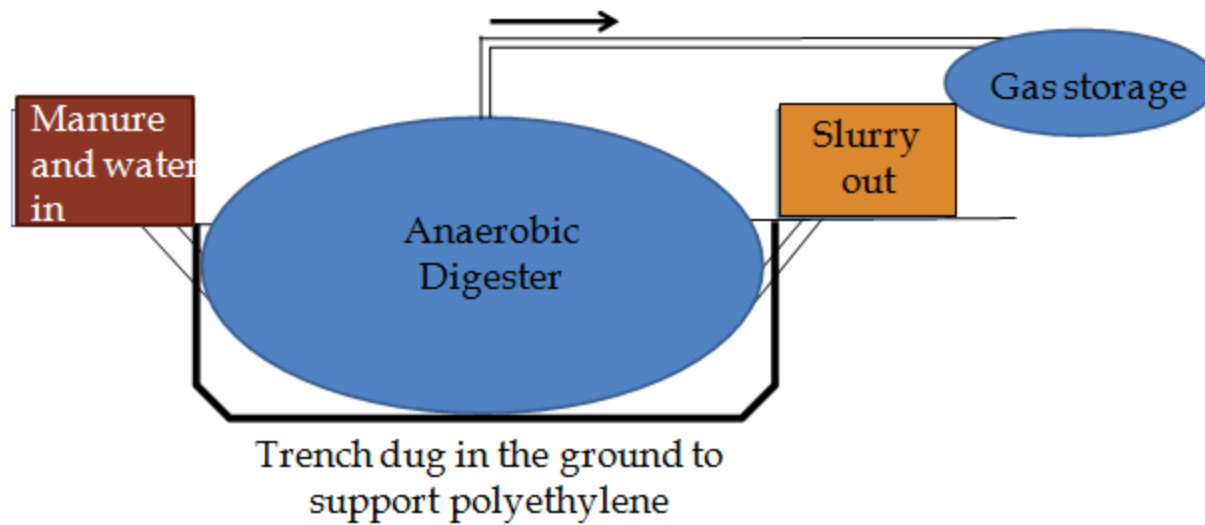 Manure
and water
in
Anaerobic
Digester
Slurry
out
Gas storage
Trench dug in the ground to
support polyethylene